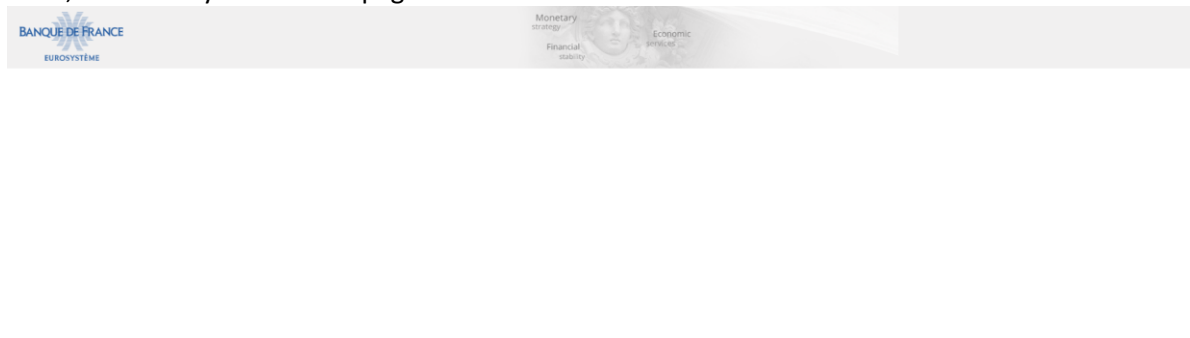 BANQUE DE FRANCE
EUROSYSTÈME
Monetary
strategy
Economic
services
Financial
stability